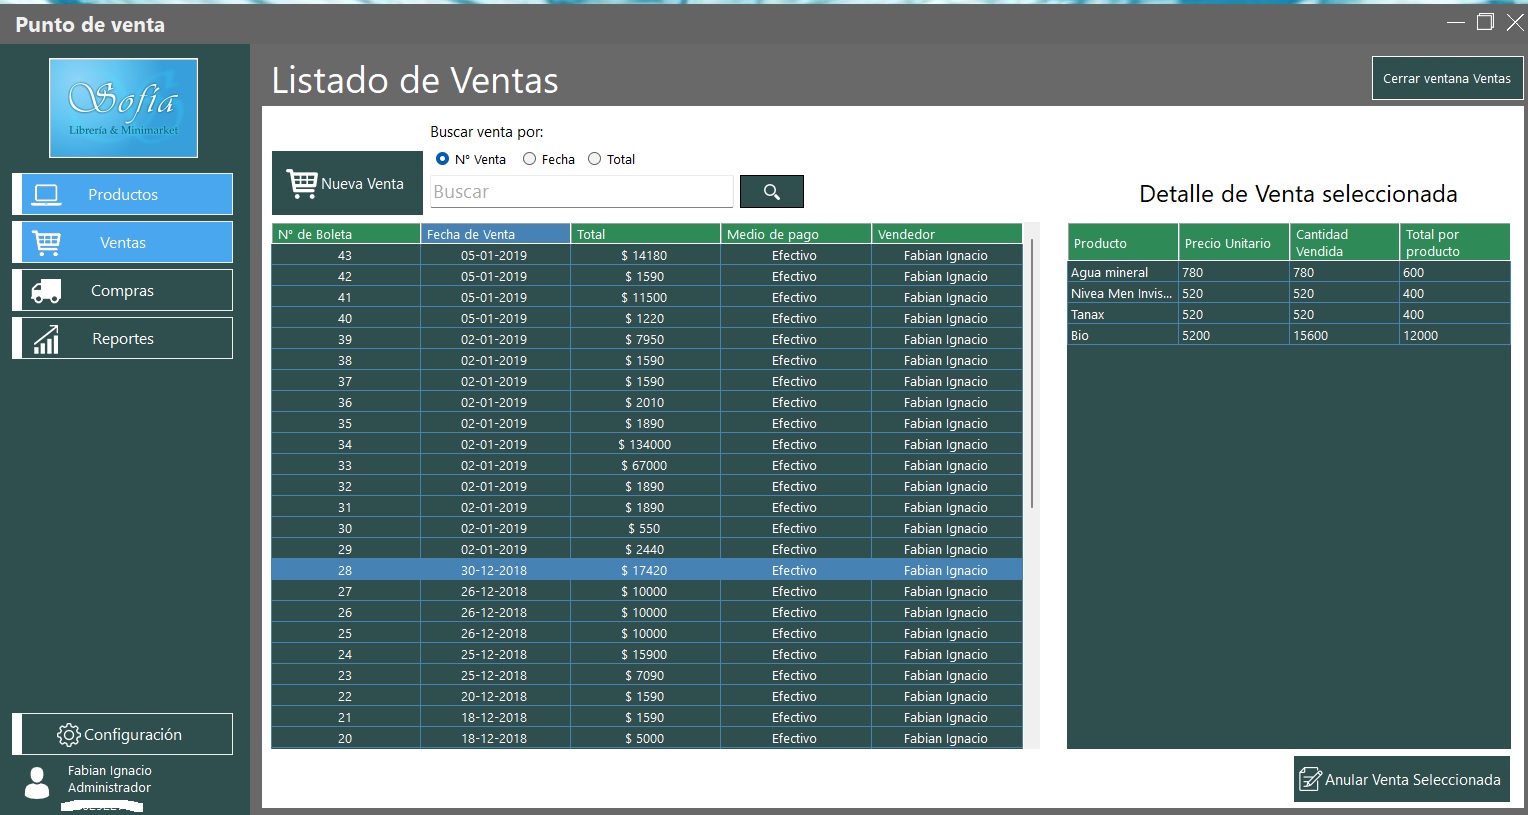 Punto de venta
Sofía
Librería & Minimarket
Productos
Ventas
Compras
Reportes
Configuración
Fabian Ignacio
Administrador
Listado de Ventas
Cerrar ventana Ventas
Buscar venta por:
N° Venta Fecha Total
Nueva Venta
Buscar
N° de Boleta Fecha de Venta Total Medio de pago Vendedor
43 05-01-2019 $ 14180 Efectivo Fabian Ignacio
42 05-01-2019 $ 1590 Efectivo Fabian Ignacio
41 05-01-2019 $ 11500 Efectivo Fabian Ignacio
40 05-01-2019 $ 1220 Efectivo Fabian Ignacio
39 02-01-2019 $ 7950 Efectivo Fabian Ignacio
38 02-01-2019 $ 1590 Efectivo Fabian Ignacio
37 02-01-2019 $ 1590 Efectivo Fabian Ignacio
36 02-01-2019 $ 2010 Efectivo Fabian Ignacio
35 02-01-2019 $ 1890 Efectivo Fabian Ignacio
34 02-01-2019 $ 134000 Efectivo Fabian Ignacio
33 02-01-2019 $ 67000 Efectivo Fabian Ignacio
32 02-01-2019 $ 1890 Efectivo Fabian Ignacio
31 02-01-2019 $ 1890 Efectivo Fabian Ignacio
30 02-01-2019 $ 550 Efectivo Fabian Ignacio
29 02-01-2019 $ 2440 Efectivo Fabian Ignacio
28 30-12-2018 $ 17420 Efectivo Fabian Ignacio
27 26-12-2018 $ 10000 Efectivo Fabian Ignacio
26 26-12-2018 $ 10000 Efectivo Fabian Ignacio
25 26-12-2018 $ 10000 Efectivo Fabian Ignacio
24 25-12-2018 $ 15900 Efectivo Fabian Ignacio
23 25-12-2018 $ 7090 Efectivo Fabian Ignacio
22 20-12-2018 $ 1590 Efectivo Fabian Ignacio
21 18-12-2018 $ 1590 Efectivo Fabian Ignacio
20 18-12-2018 $ 5000 Efectivo Fabian Ignacio
Detalle de Venta seleccionada
Producto Precio Unitario Cantidad Vendida Total por producto
Agua mineral 780 780 600
Nivea Men Invis... 520 520 400
Tanax 520 520 400
Bio 5200 15600 12000
Anular Venta Seleccionada